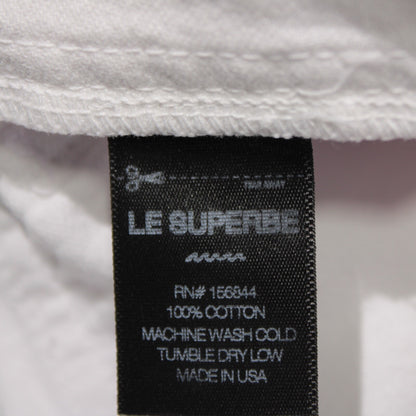 TEAR AWAY
LE SUPERBE
RN# 156844
100% COTTON
MACHINE WASH COLD
TUMBLE DRY LOW
MADE IN USA